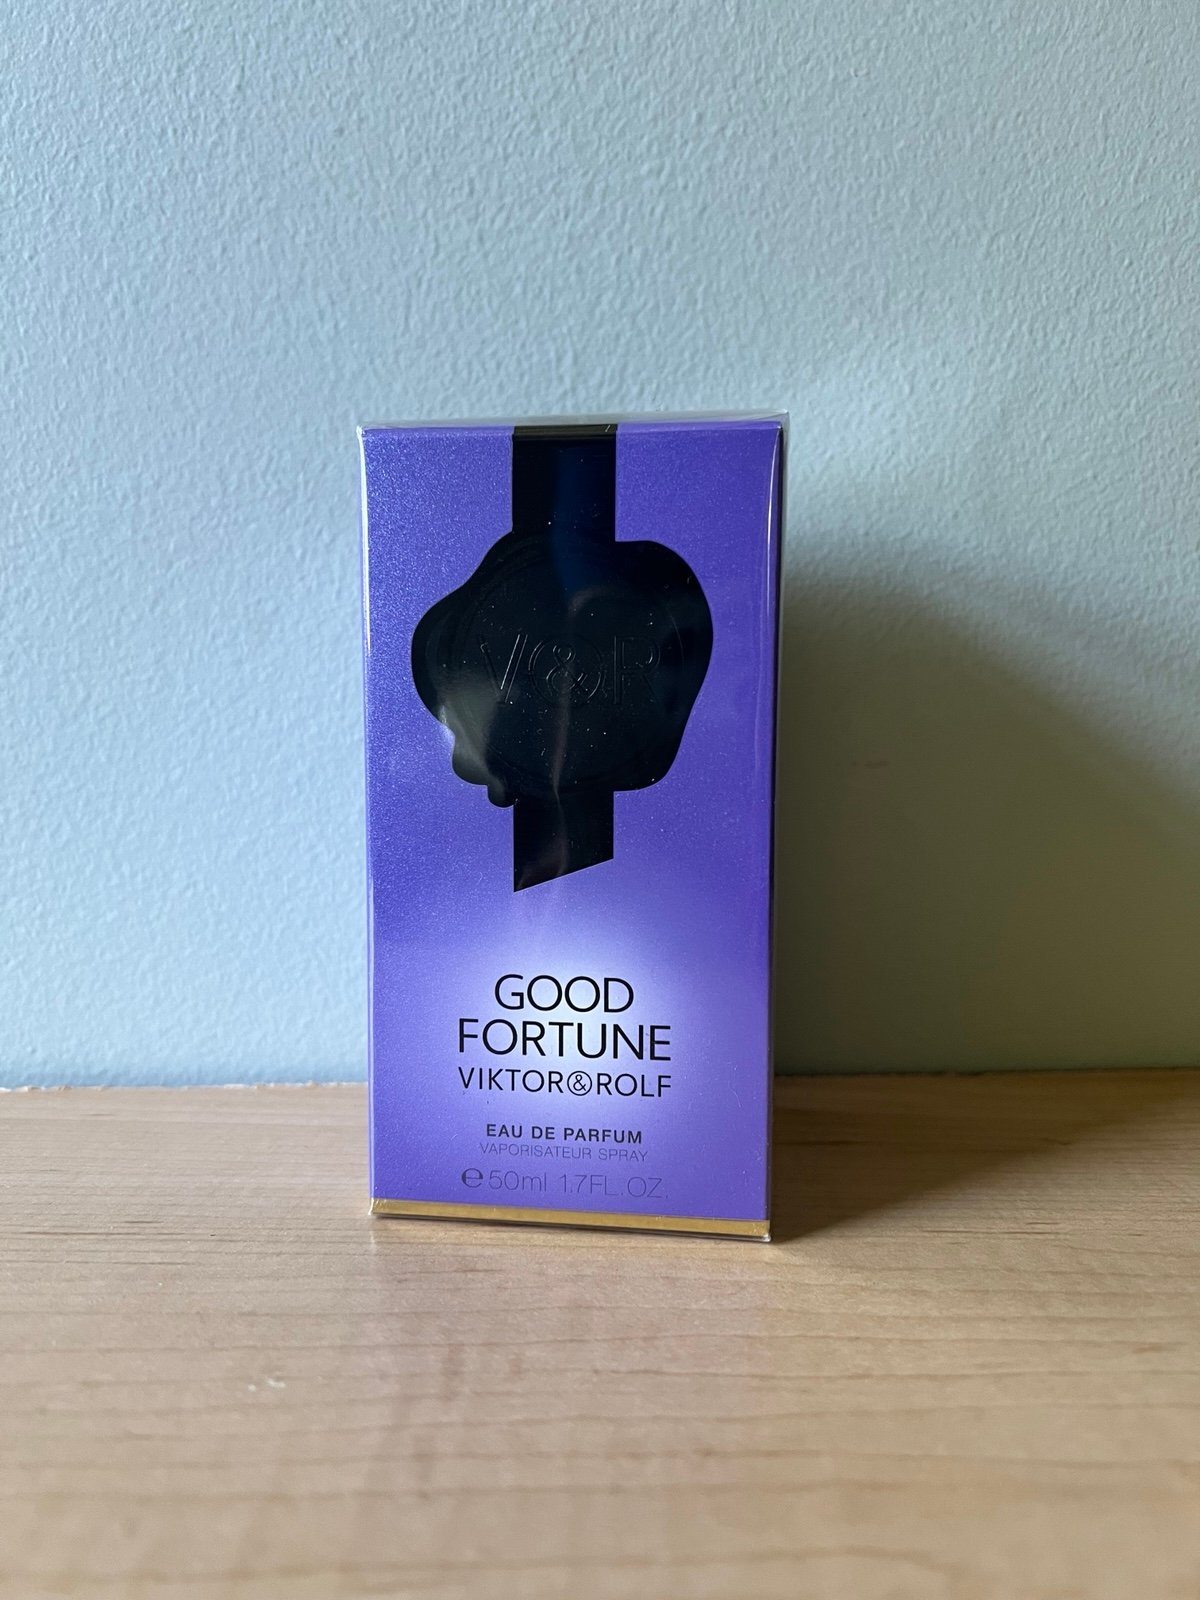 V&R
GOOD
FORTUNE
VIKTOR&ROLF
EAU DE PARFUM
VAPORISATEUR SPRAY
℮50ml 1.7FL.OZ.